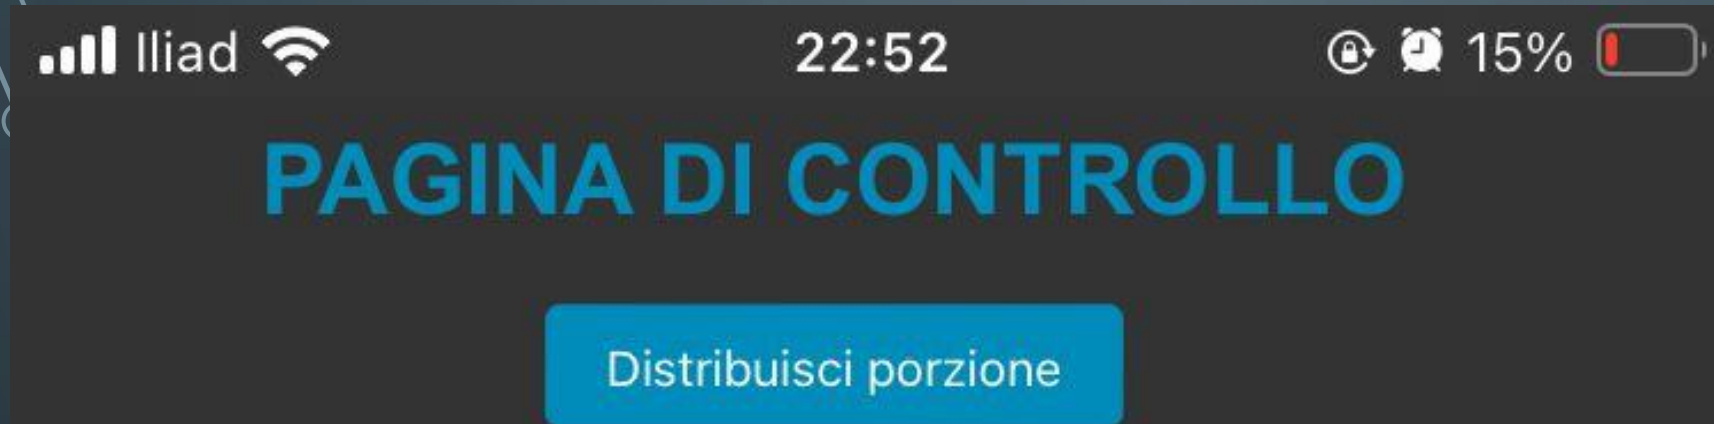 Iliad 22:52 15%
PAGINA DI CONTROLLO
Distribuisci porzione